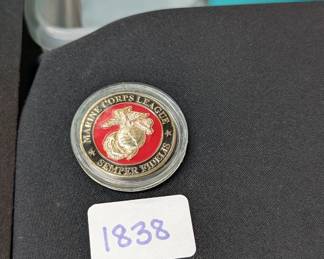 MARINE CORPS LEAGUE
SEMPER FIDELIS
1838